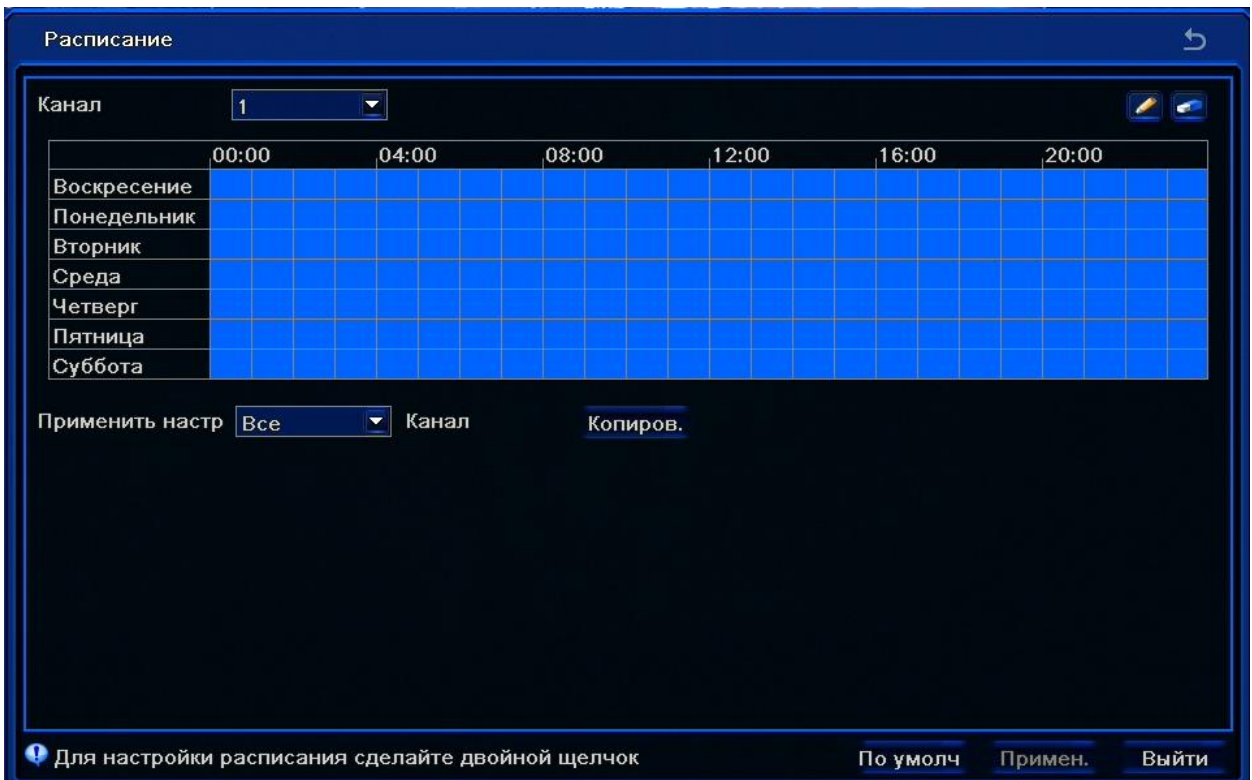 Расписание
Канал 1
00:00 04:00 08:00 12:00 16:00 20:00
Воскресение
Понедельник
Вторник
Среда
Четверг
Пятница
Суббота
Применить настр Все Канал Копиров.
Для настройки расписания сделайте двойной щелчок По умолч Примен. Выйти